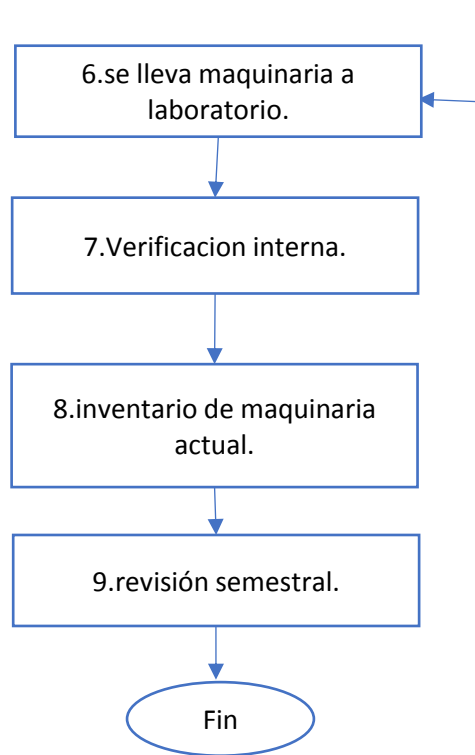 6.se lleva maquinaria a
laboratorio.
7.Verificacion interna.
8.inventario de maquinaria
actual.
9.revisión semestral.
Fin